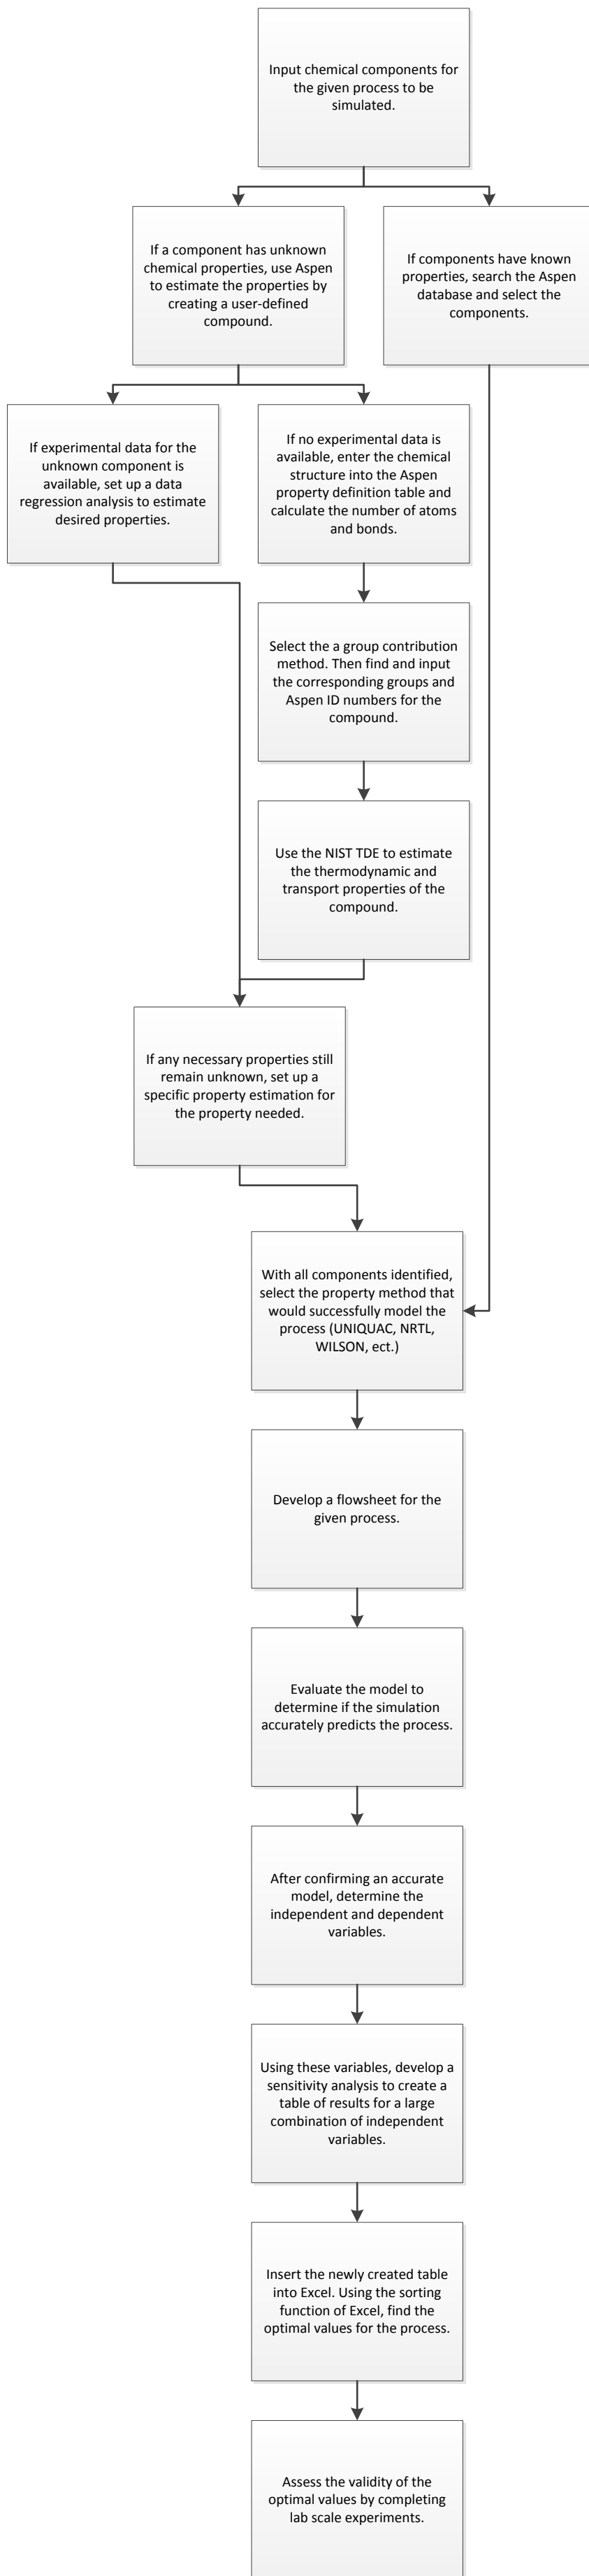 Input chemical components for
the given process to be
simulated.
If a component has unknown
chemical properties, use Aspen
to estimate the properties by
creating a user-defined
compound.
If components have known
properties, search the Aspen
database and select the
components.
If experimental data for the
unknown component is
available, set up a data
regression analysis to estimate
desired properties.
If no experimental data is
available, enter the chemical
structure into the Aspen
property definition table and
calculate the number of atoms
and bonds.
Select the a group contribution
method. Then find and input
the corresponding groups and
Aspen ID numbers for the
compound.
Use the NIST TDE to estimate
the thermodynamic and
transport properties of the
compound.
If any necessary properties still
remain unknown, set up a
specific property estimation for
the property needed.
With all components identified,
select the property method that
would successfully model the
process (UNIQUAC, NRTL,
WILSON, ect.)
Develop a flowsheet for the
given process.
Evaluate the model to
determine if the simulation
accurately predicts the process.
After confirming an accurate
model, determine the
independent and dependent
variables.
Using these variables, develop a
sensitivity analysis to create a
table of results for a large
combination of independent
variables.
Insert the newly created table
into Excel. Using the sorting
function of Excel, find the
optimal values for the process.
Assess the validity of the
optimal values by completing
lab scale experiments.